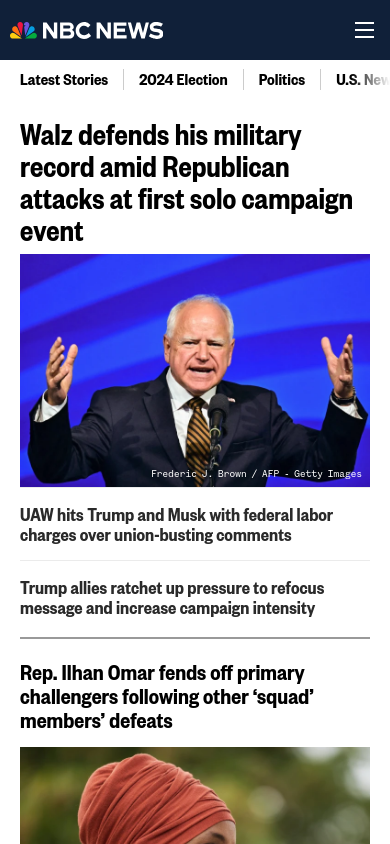 NBC NEWS
Latest Stories
2024 Election
Politics
U.S. New
Walz defends his military
record amid Republican
attacks at first solo campaign
event
Frederic J. Brown / AFP - Getty Images
UAW hits Trump and Musk with federal labor
charges over union-busting comments
Trump allies ratchet up pressure to refocus
message and increase campaign intensity
Rep. Ilhan Omar fends off primary
challengers following other ‘squad’
members’ defeats